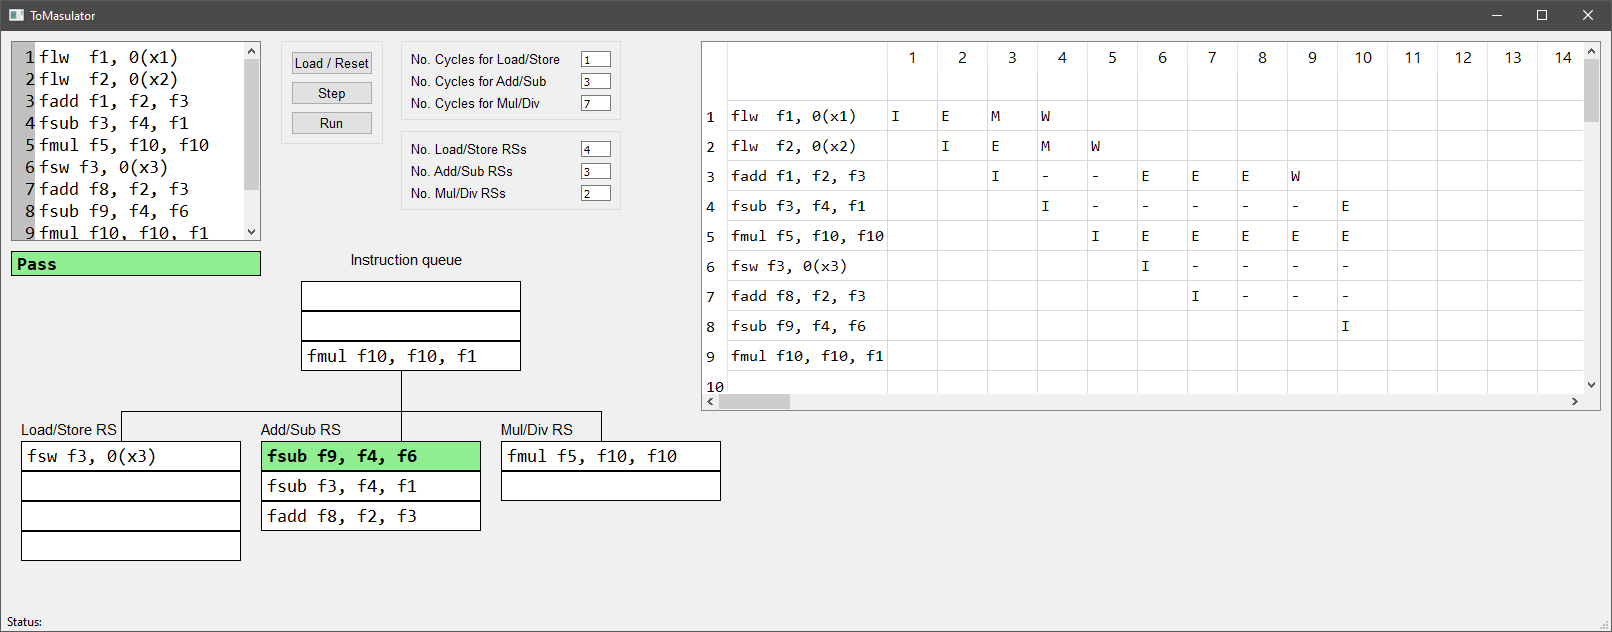 ToMasulator
1 flw  f1, 0(x1)
2 flw  f2, 0(x2)
3 fadd f1, f2, f3
4 fsub f3, f4, f1
5 fmul f5, f10, f10
6 fsw f3, 0(x3)
7 fadd f8, f2, f3
8 fsub f9, f4, f6
9 fmul f10, f10, f1
Pass
Load / Reset
Step
Run
No. Cycles for Load/Store 1
No. Cycles for Add/Sub 3
No. Cycles for Mul/Div 7
No. Load/Store RSs 4
No. Add/Sub RSs 3
No. Mul/Div RSs 2
Instruction queue
fmul f10, f10, f1
Load/Store RS
fsw f3, 0(x3)
Add/Sub RS
fsub f9, f4, f6
fsub f3, f4, f1
fadd f8, f2, f3
Mul/Div RS
fmul f5, f10, f10
1 2 3 4 5 6 7 8 9 10 11 12 13 14
1 flw  f1, 0(x1) I E M W
2 flw  f2, 0(x2) I E M W
3 fadd f1, f2, f3 I - - E E E W
4 fsub f3, f4, f1 I - - - - - E
5 fmul f5, f10, f10 I E E E E E
6 fsw f3, 0(x3) I - - - -
7 fadd f8, f2, f3 I - - -
8 fsub f9, f4, f6 I
9 fmul f10, f10, f1
10
Status: